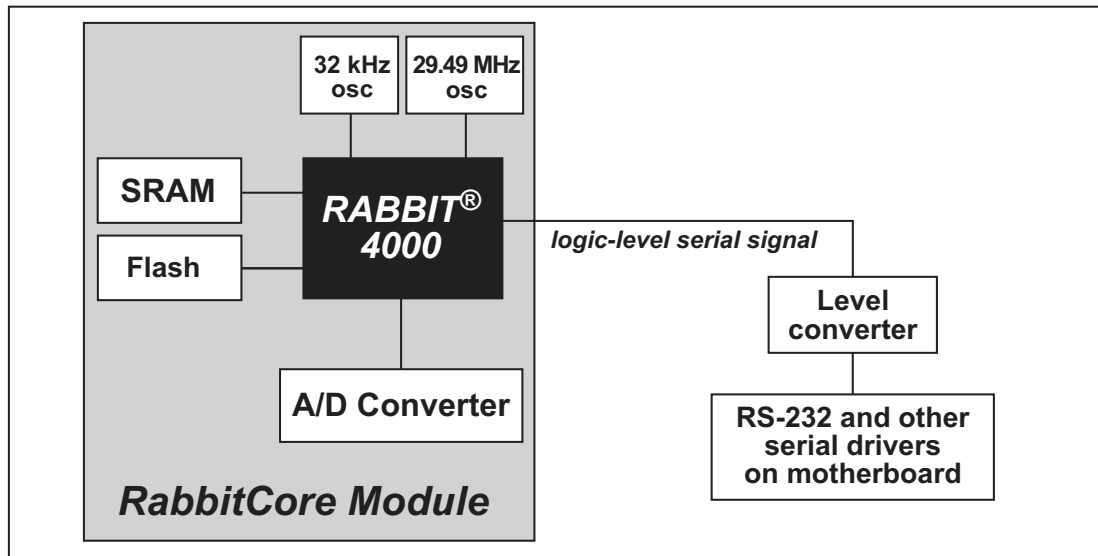 32 kHz
osc
29.49 MHz
osc
SRAM
RABBIT®
4000
Flash
logic-level serial signal
Level
converter
A/D Converter
RS-232 and other
serial drivers
on motherboard
RabbitCore Module